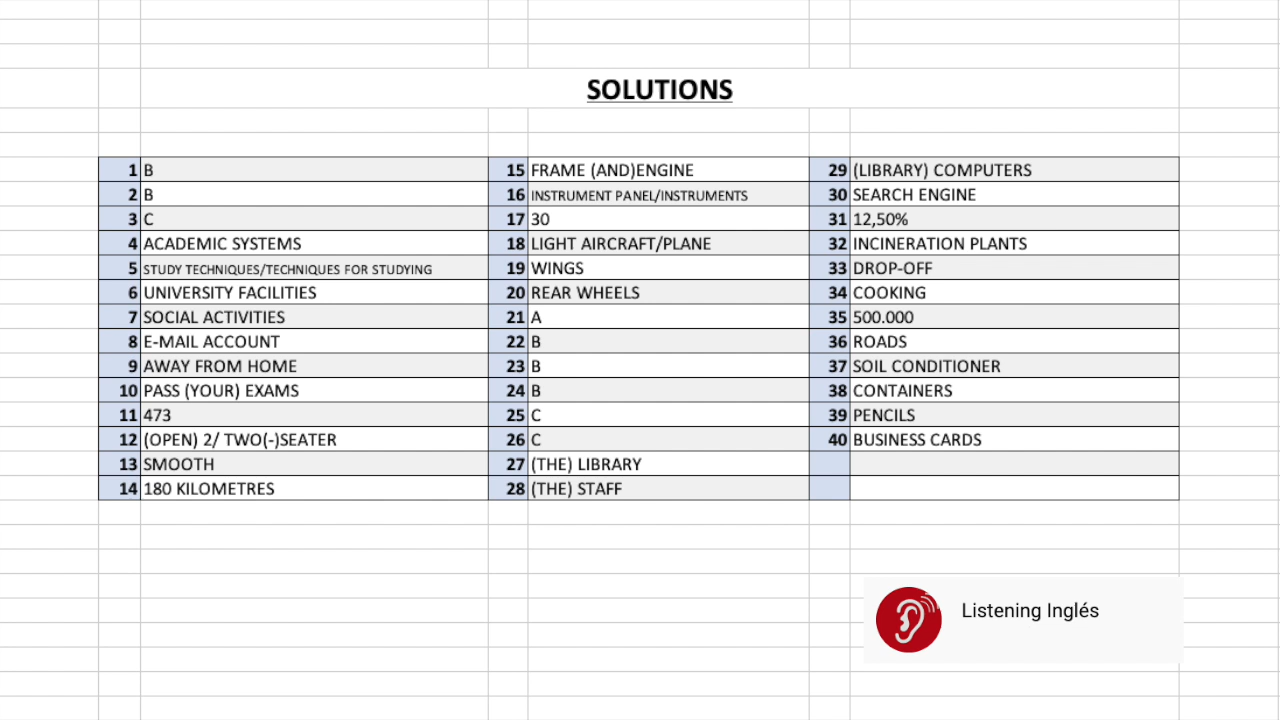 SOLUTIONS
1 B
2 B
3 C
4 ACADEMIC SYSTEMS
5 STUDY TECHNIQUES/TECHNIQUES FOR STUDYING
6 UNIVERSITY FACILITIES
7 SOCIAL ACTIVITIES
8 E-MAIL ACCOUNT
9 AWAY FROM HOME
10 PASS (YOUR) EXAMS
11 473
12 (OPEN) 2/ TWO(-)SEATER
13 SMOOTH
14 180 KILOMETRES
15 FRAME (AND)ENGINE
16 INSTRUMENT PANEL/INSTRUMENTS
17 30
18 LIGHT AIRCRAFT/PLANE
19 WINGS
20 REAR WHEELS
21 A
22 B
23 B
24 B
25 C
26 C
27 (THE) LIBRARY
28 (THE) STAFF
29 (LIBRARY) COMPUTERS
30 SEARCH ENGINE
31 12,50%
32 INCINERATION PLANTS
33 DROP-OFF
34 COOKING
35 500.000
36 ROADS
37 SOIL CONDITIONER
38 CONTAINERS
39 PENCILS
40 BUSINESS CARDS
Listening Inglés